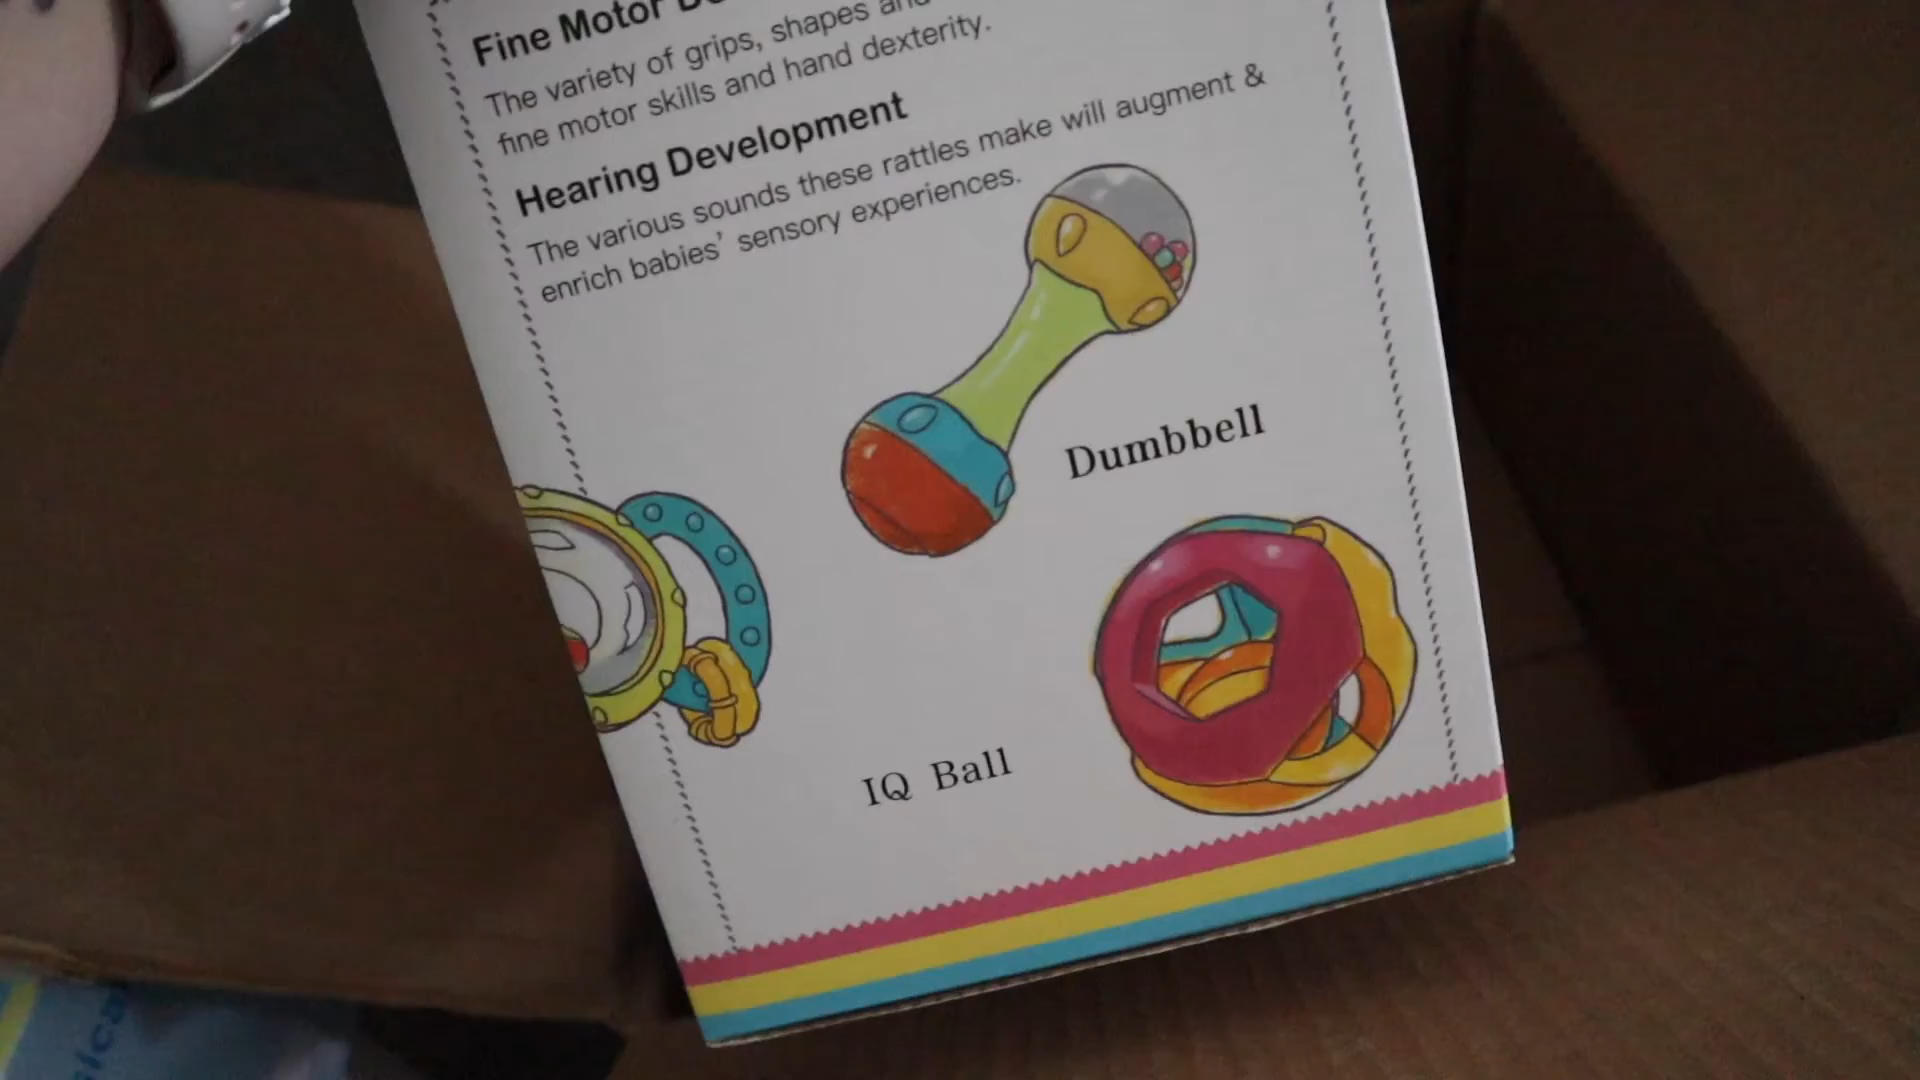 Fine Motor
The variety of grips, shapes and
fine motor skills and hand dexterity.
Hearing Development
The various sounds these rattles make will augment &
enrich babies' sensory experiences.
Dumbbell
IQ Ball